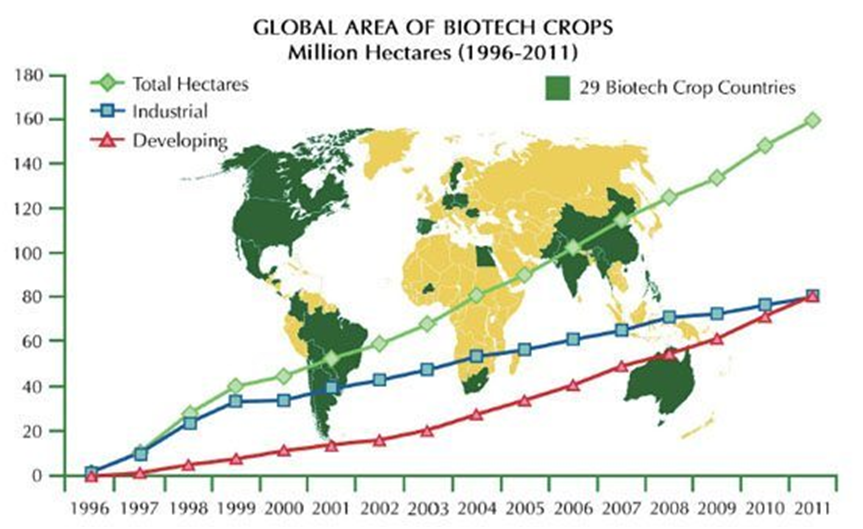 GLOBAL AREA OF BIOTECH CROPS
Million Hectares (1996-2011)
Total Hectares
Industrial
Developing
29 Biotech Crop Countries
180
160
140
120
100
80
60
40
20
0
1996 1997 1998 1999 2000 2001 2002 2003 2004 2005 2006 2007 2008 2009 2010 2011